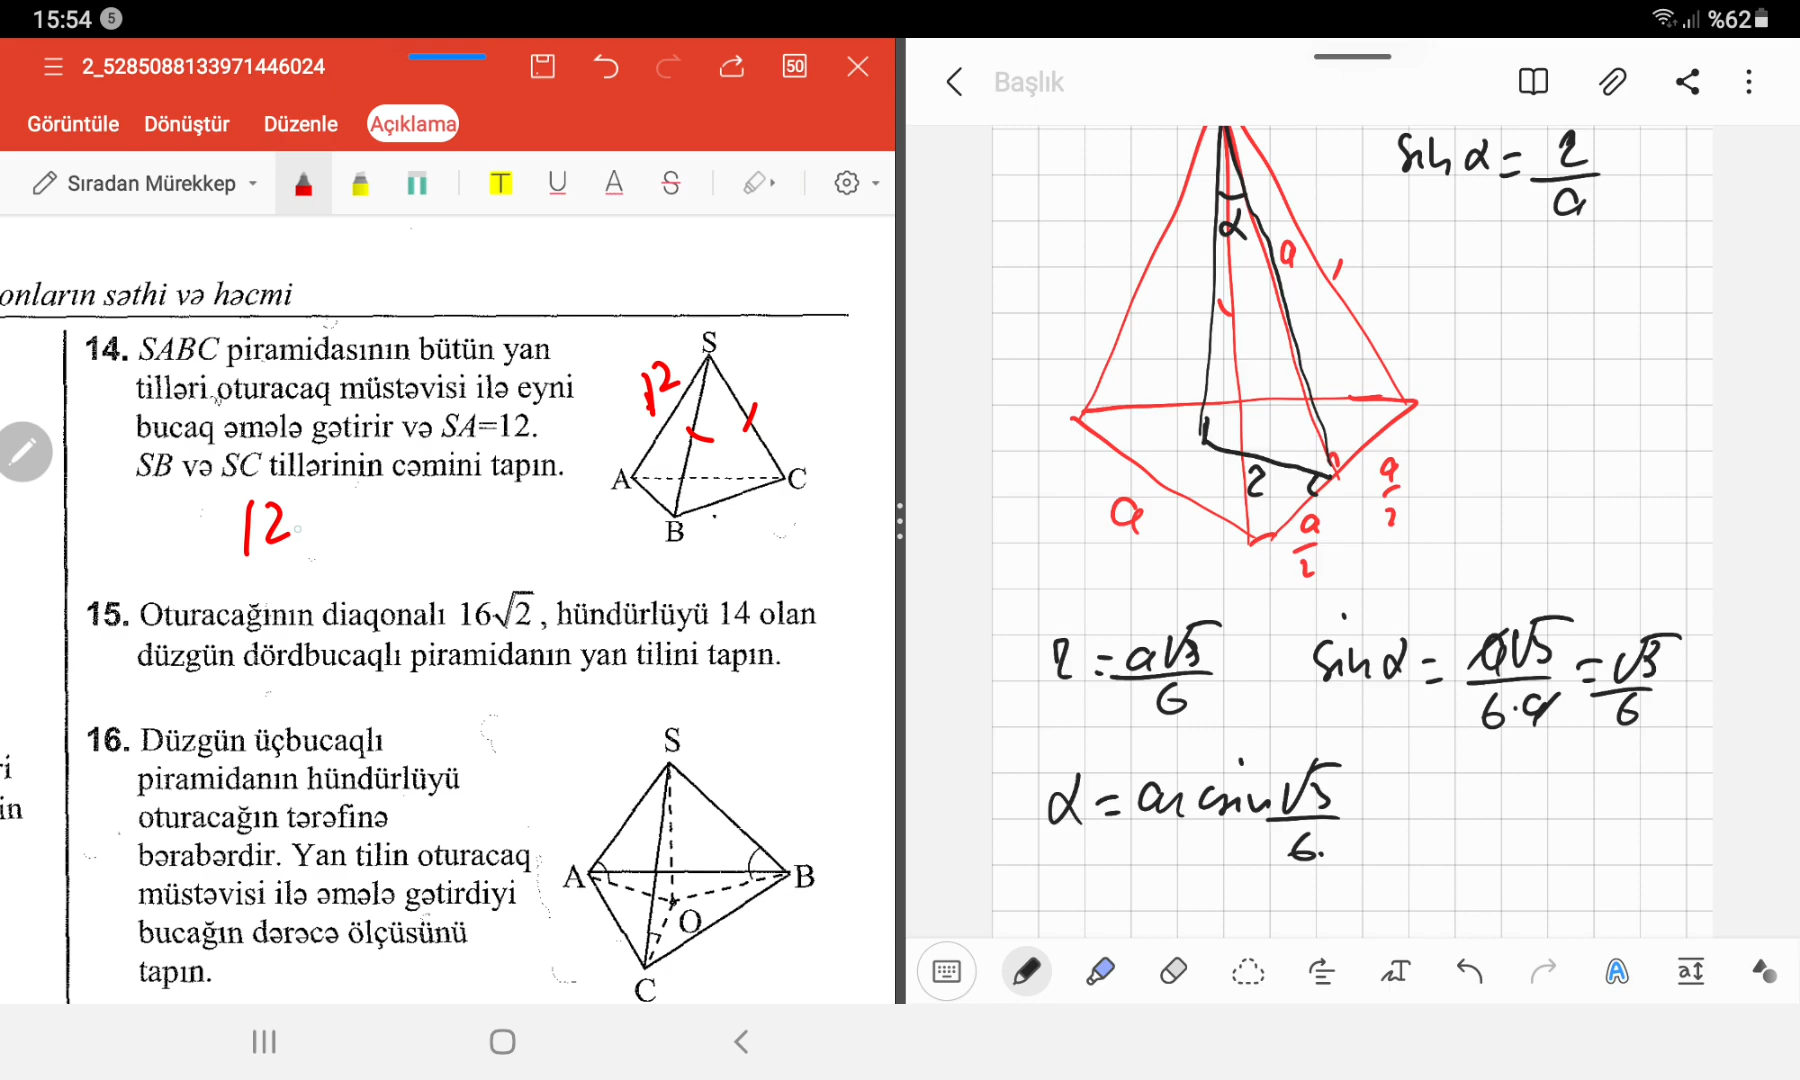 15:54 5
%62
2_5285088133971446024
50
Görüntüle Dönüştür Düzenle Açıklama
Sıradan Mürekkep
T U A S
onların səthi və həcmi
14. SABC piramidasının bütün yan
tilləri oturacaq müstəvisi ilə eyni
bucaq əmələ gətirir və SA=12.
SB və SC tillərinin cəmini tapın.
12
S
12
A
C
B
15. Oturacağının diaqonalı 16√2, hündürlüyü 14 olan
düzgün dördbucaqlı piramidanın yan tilini tapın.
16. Düzgün üçbucaqlı
piramidanın hündürlüyü
oturacağın tərəfinə
bərabərdir. Yan tilin oturacaq
müstəvisi ilə əmələ gətirdiyi
bucağın dərəcə ölçüsünü
tapın.
S
A
B
O
C
in
Başlık
sin α = r/a
α
a
r
a
a/2
a/2
r = a√3/6
sin α = a√3/6·a = √3/6
α = arcsin √3/6.